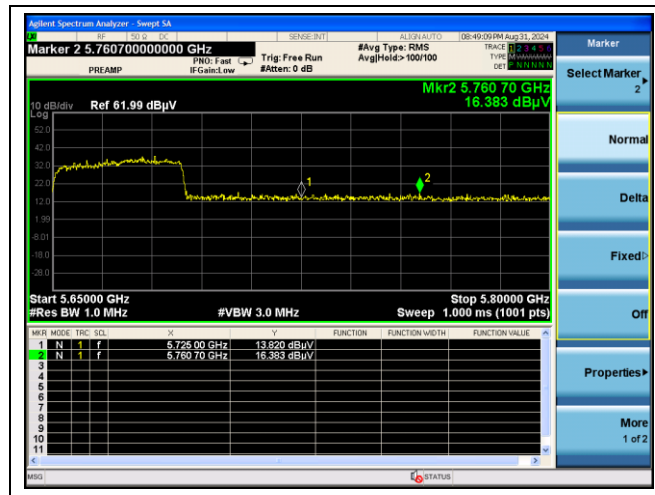 Agilent Spectrum Analyzer - Swept SA
LXI RF 50 Ω DC SENSE:INT ALIGN AUTO 08:49:09 PM Aug 31, 2024
Marker 2 5.760700000000 GHz
PREAMP
PNO: Fast
IFGain:Low
Trig: Free Run
#Atten: 0 dB
#Avg Type: RMS
Avg|Hold:> 100/100
TRACE 1 2 3 4 5 6
TYPE
DET P N N N N N
Mkr2 5.760 70 GHz
16.383 dBµV
10 dB/div Ref 61.99 dBµV
Log
52.0
42.0
32.0
22.0
12.0
1.99
-8.01
-18.0
-28.0
1
2
Start 5.65000 GHz
Stop 5.80000 GHz
#Res BW 1.0 MHz #VBW 3.0 MHz Sweep 1.000 ms (1001 pts)
MKR MODE TRC SCL X Y FUNCTION FUNCTION WIDTH FUNCTION VALUE
1 N 1 f 5.725 00 GHz 13.820 dBµV
2 N 1 f 5.760 70 GHz 16.383 dBµV
3
4
5
6
7
8
9
10
11
MSG STATUS
Marker
Select Marker
2
Normal
Delta
Fixed
Off
Properties
More
1 of 2